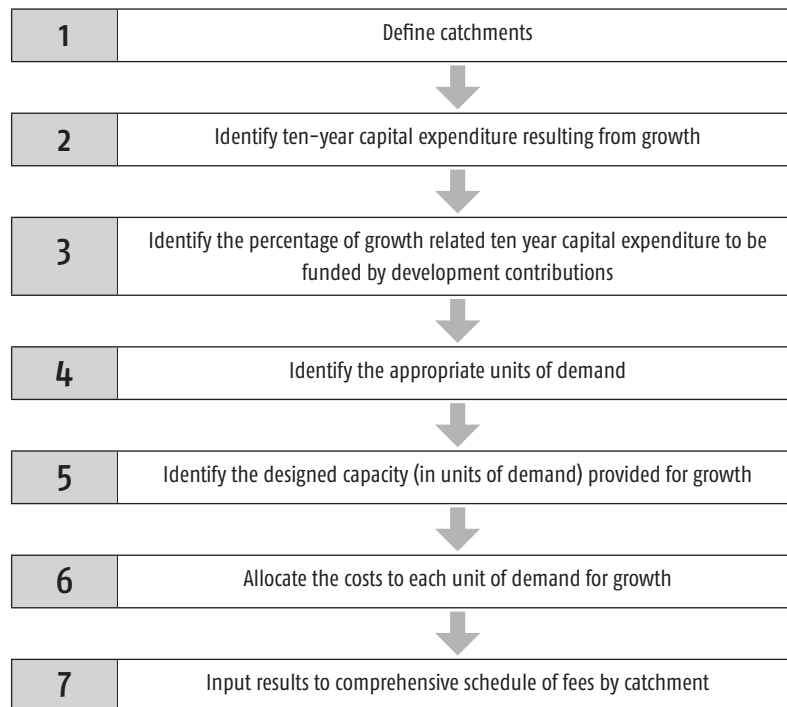 1
Define catchments
2
Identify ten-year capital expenditure resulting from growth
3
Identify the percentage of growth related ten year capital expenditure to be
funded by development contributions
4
Identify the appropriate units of demand
5
Identify the designed capacity (in units of demand) provided for growth
6
Allocate the costs to each unit of demand for growth
7
Input results to comprehensive schedule of fees by catchment